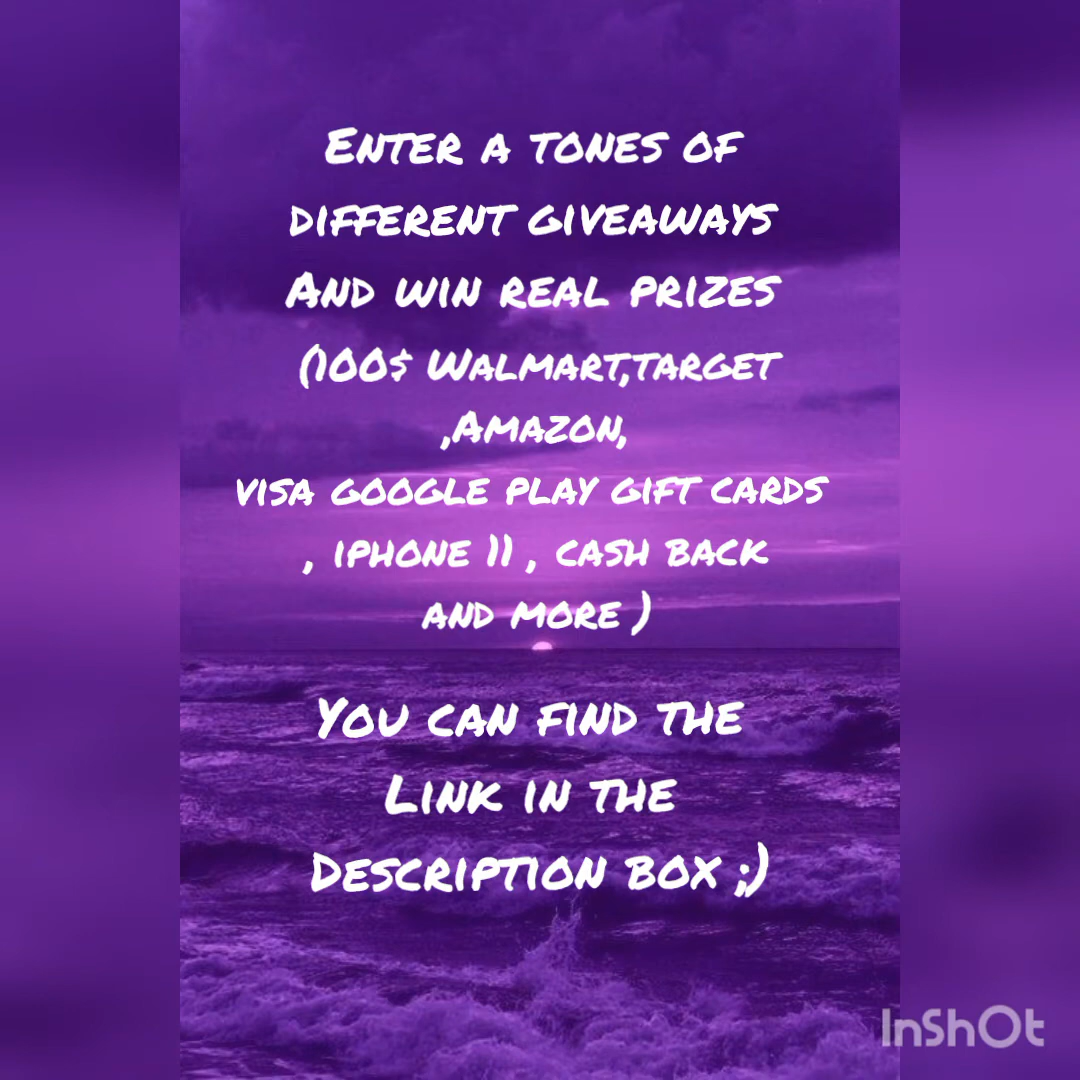 Enter a tones of
different giveaways
And win real prizes
(100$ Walmart,target
,Amazon,
visa google play gift cards
, iphone 11 , cash back
and more )
You can find the
Link in the
Description box ;)
InShOt